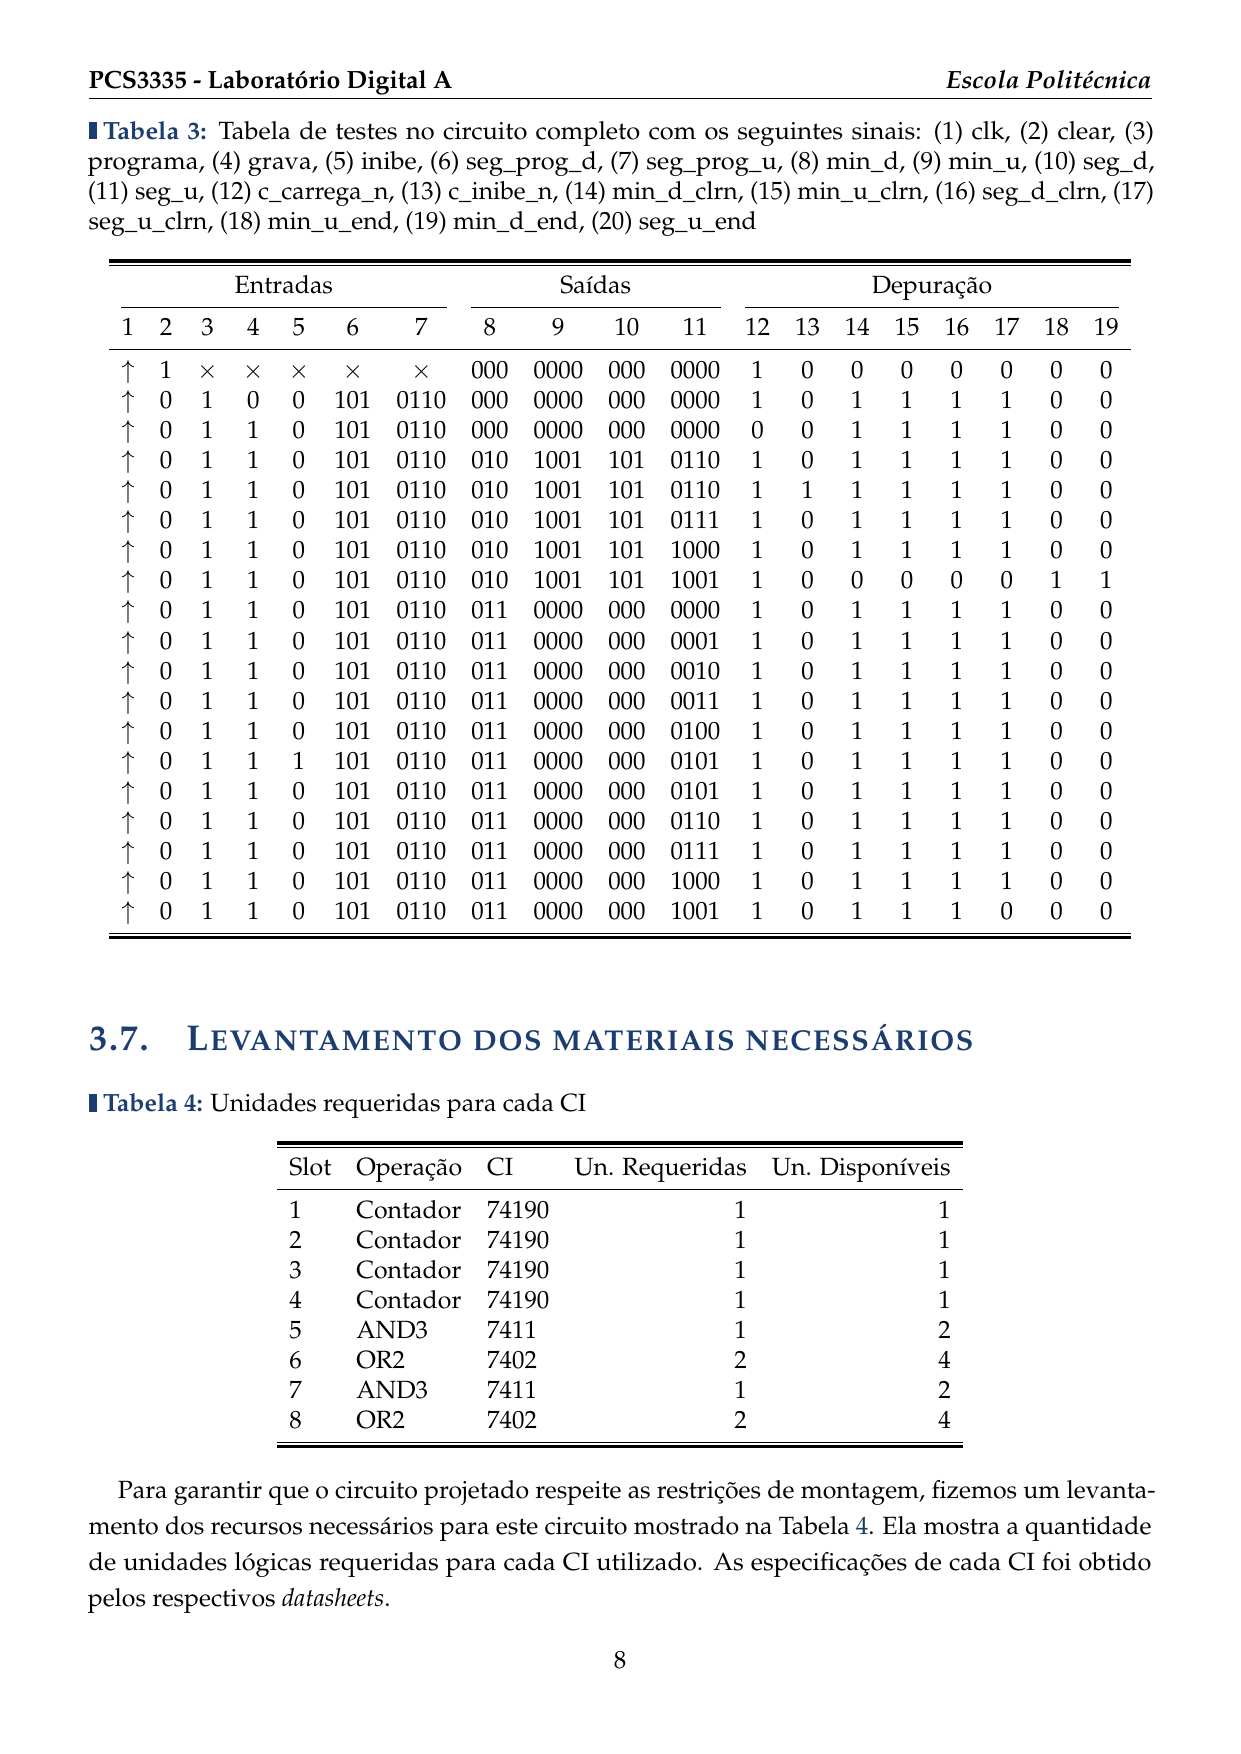 PCS3335 - Laboratório Digital A Escola Politécnica
Tabela 3: Tabela de testes no circuito completo com os seguintes sinais: (1) clk, (2) clear, (3)
programa, (4) grava, (5) inibe, (6) seg_prog_d, (7) seg_prog_u, (8) min_d, (9) min_u, (10) seg_d,
(11) seg_u, (12) c_carrega_n, (13) c_inibe_n, (14) min_d_clrn, (15) min_u_clrn, (16) seg_d_clrn, (17)
seg_u_clrn, (18) min_u_end, (19) min_d_end, (20) seg_u_end
Entradas Saídas Depuração
1 2 3 4 5 6 7 8 9 10 11 12 13 14 15 16 17 18 19
↑ 1 × × × × × 000 0000 000 0000 1 0 0 0 0 0 0 0
↑ 0 1 0 0 101 0110 000 0000 000 0000 1 0 1 1 1 1 0 0
↑ 0 1 1 0 101 0110 000 0000 000 0000 0 0 1 1 1 1 0 0
↑ 0 1 1 0 101 0110 010 1001 101 0110 1 0 1 1 1 1 0 0
↑ 0 1 1 0 101 0110 010 1001 101 0110 1 1 1 1 1 1 0 0
↑ 0 1 1 0 101 0110 010 1001 101 0111 1 0 1 1 1 1 0 0
↑ 0 1 1 0 101 0110 010 1001 101 1000 1 0 1 1 1 1 0 0
↑ 0 1 1 0 101 0110 010 1001 101 1001 1 0 0 0 0 0 1 1
↑ 0 1 1 0 101 0110 011 0000 000 0000 1 0 1 1 1 1 0 0
↑ 0 1 1 0 101 0110 011 0000 000 0001 1 0 1 1 1 1 0 0
↑ 0 1 1 0 101 0110 011 0000 000 0010 1 0 1 1 1 1 0 0
↑ 0 1 1 0 101 0110 011 0000 000 0011 1 0 1 1 1 1 0 0
↑ 0 1 1 0 101 0110 011 0000 000 0100 1 0 1 1 1 1 0 0
↑ 0 1 1 1 101 0110 011 0000 000 0101 1 0 1 1 1 1 0 0
↑ 0 1 1 0 101 0110 011 0000 000 0101 1 0 1 1 1 1 0 0
↑ 0 1 1 0 101 0110 011 0000 000 0110 1 0 1 1 1 1 0 0
↑ 0 1 1 0 101 0110 011 0000 000 0111 1 0 1 1 1 1 0 0
↑ 0 1 1 0 101 0110 011 0000 000 1000 1 0 1 1 1 1 0 0
↑ 0 1 1 0 101 0110 011 0000 000 1001 1 0 1 1 1 0 0 0
3.7. LEVANTAMENTO DOS MATERIAIS NECESSÁRIOS
Tabela 4: Unidades requeridas para cada CI
Slot Operação CI Un. Requeridas Un. Disponíveis
1 Contador 74190 1 1
2 Contador 74190 1 1
3 Contador 74190 1 1
4 Contador 74190 1 1
5 AND3 7411 1 2
6 OR2 7402 2 4
7 AND3 7411 1 2
8 OR2 7402 2 4
Para garantir que o circuito projetado respeite as restrições de montagem, fizemos um levanta-
mento dos recursos necessários para este circuito mostrado na Tabela 4. Ela mostra a quantidade
de unidades lógicas requeridas para cada CI utilizado. As especificações de cada CI foi obtido
pelos respectivos datasheets.
8